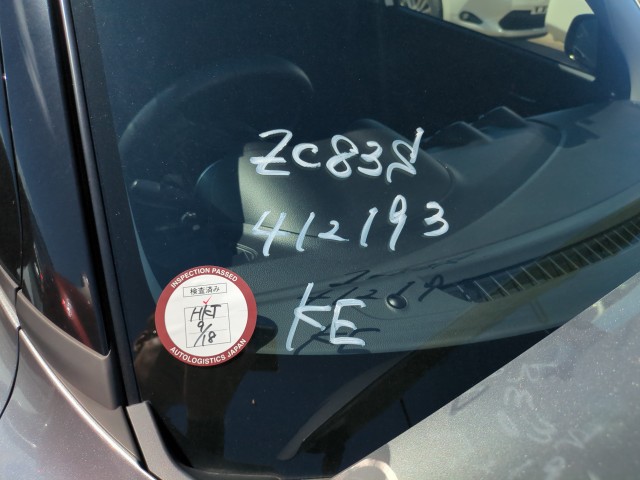 ZC83S
412193
KE
INSPECTION PASSED
検査済み
HKT
9/18
AUTOLOGISTICS JAPAN